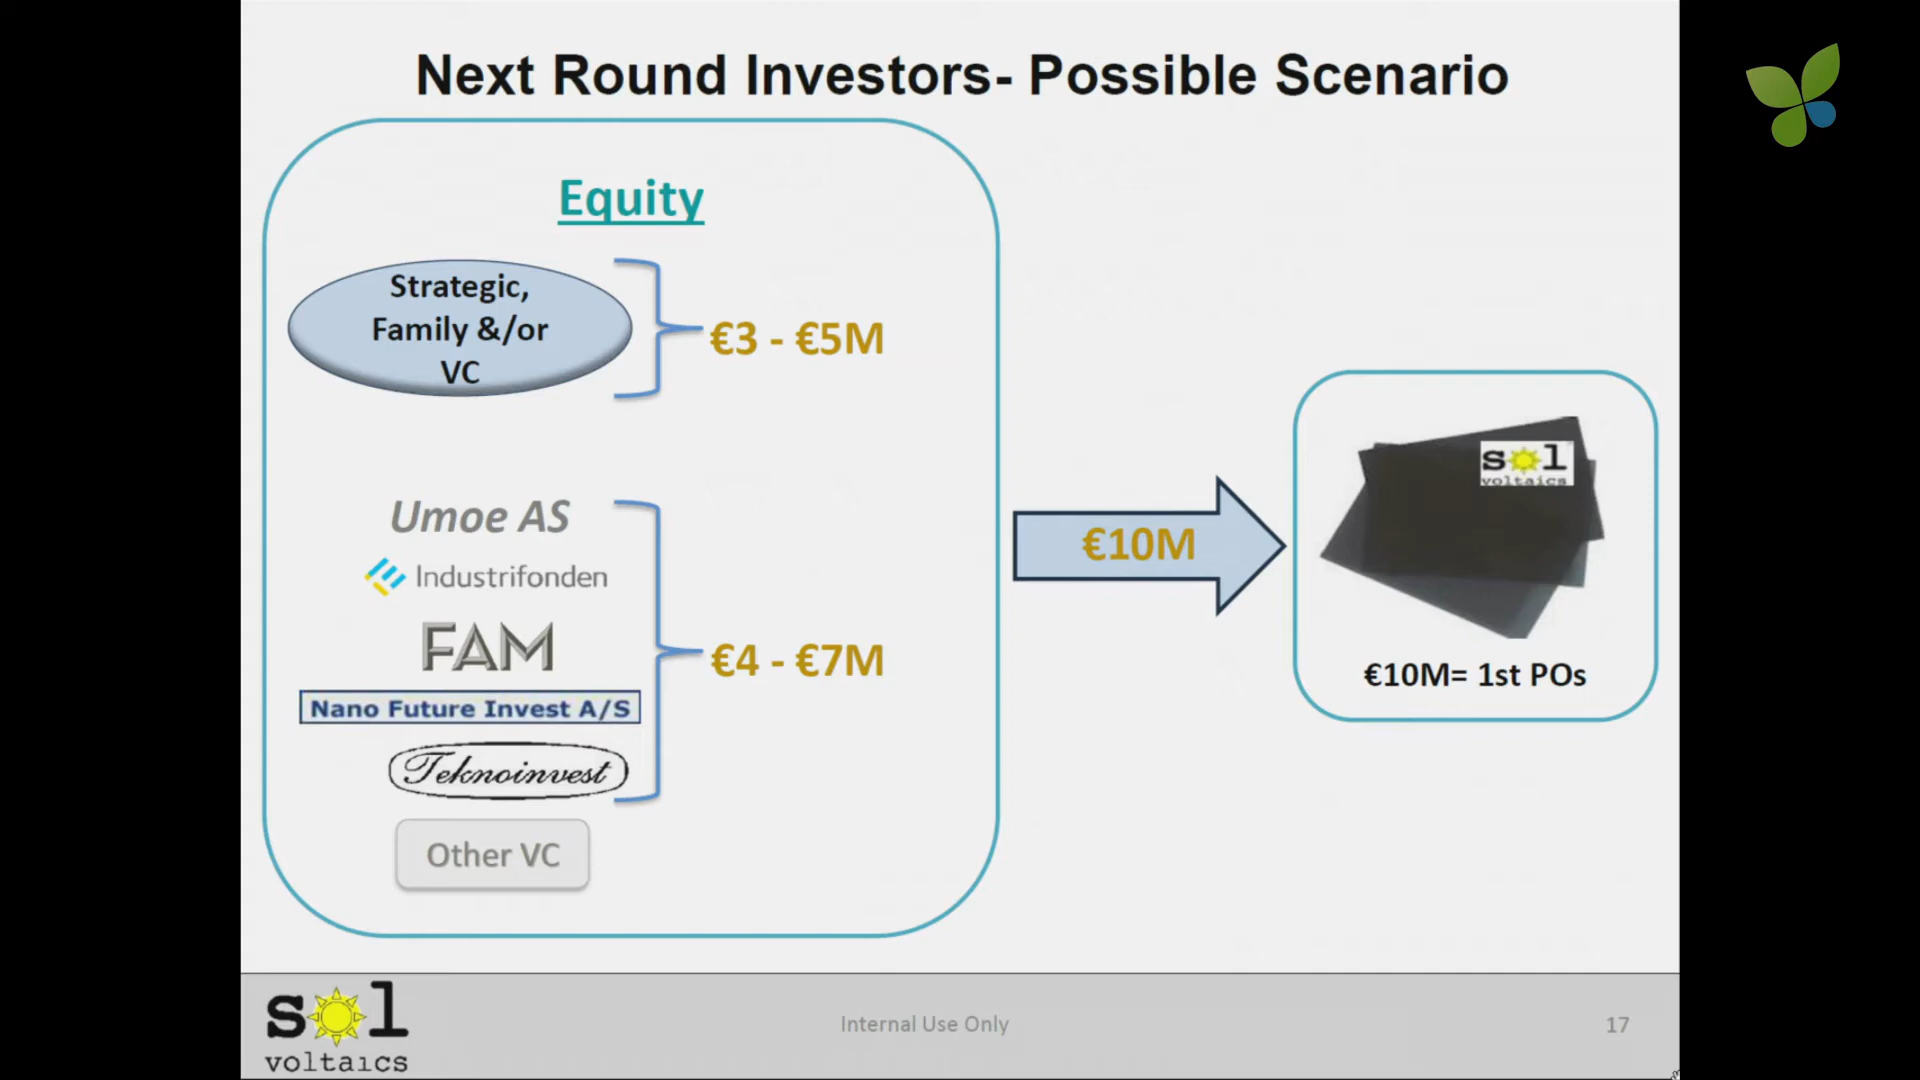 Next Round Investors- Possible Scenario
Equity
Strategic,
Family &/or
VC
€3 - €5M
Umoe AS
Industrifonden
FAM
Nano Future Invest A/S
Teknoinvest
€4 - €7M
Other VC
€10M
sol
voltaics
€10M= 1st POs
sol
voltaics
Internal Use Only
17